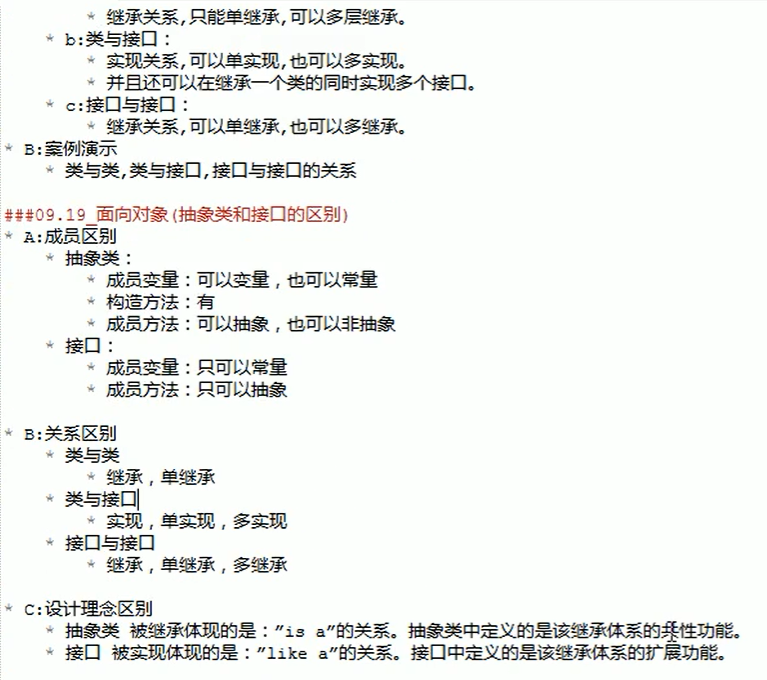 * 继承关系,只能单继承,可以多层继承。
* b:类与接口：
* 实现关系,可以单实现,也可以多实现。
* 并且还可以在继承一个类的同时实现多个接口。
* c:接口与接口：
* 继承关系,可以单继承,也可以多继承。
* B:案例演示
* 类与类,类与接口,接口与接口的关系
###09.19_面向对象(抽象类和接口的区别)
* A:成员区别
* 抽象类：
* 成员变量：可以变量，也可以常量
* 构造方法：有
* 成员方法：可以抽象，也可以非抽象
* 接口：
* 成员变量：只可以常量
* 成员方法：只可以抽象
* B:关系区别
* 类与类
* 继承，单继承
* 类与接口
* 实现，单实现，多实现
* 接口与接口
* 继承，单继承，多继承
* C:设计理念区别
* 抽象类 被继承体现的是：”is a”的关系。抽象类中定义的是该继承体系的共性功能。
* 接口 被实现体现的是：”like a”的关系。接口中定义的是该继承体系的扩展功能。